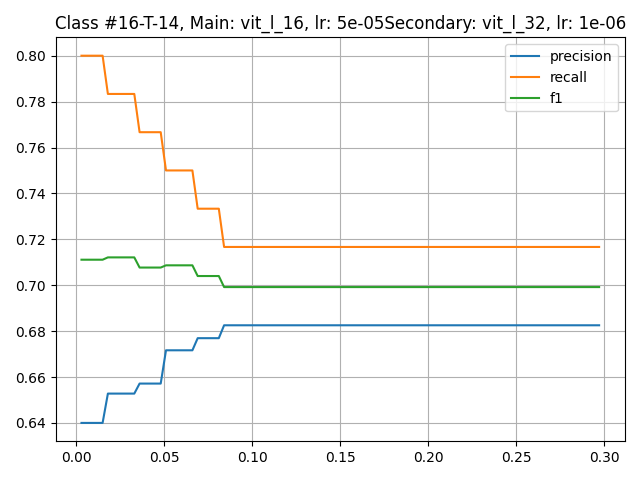 Class #16-T-14, Main: vit_l_16, lr: 5e-05Secondary: vit_l_32, lr: 1e-06
precision
recall
f1
0.80
0.78
0.76
0.74
0.72
0.70
0.68
0.66
0.64
0.00 0.05 0.10 0.15 0.20 0.25 0.30